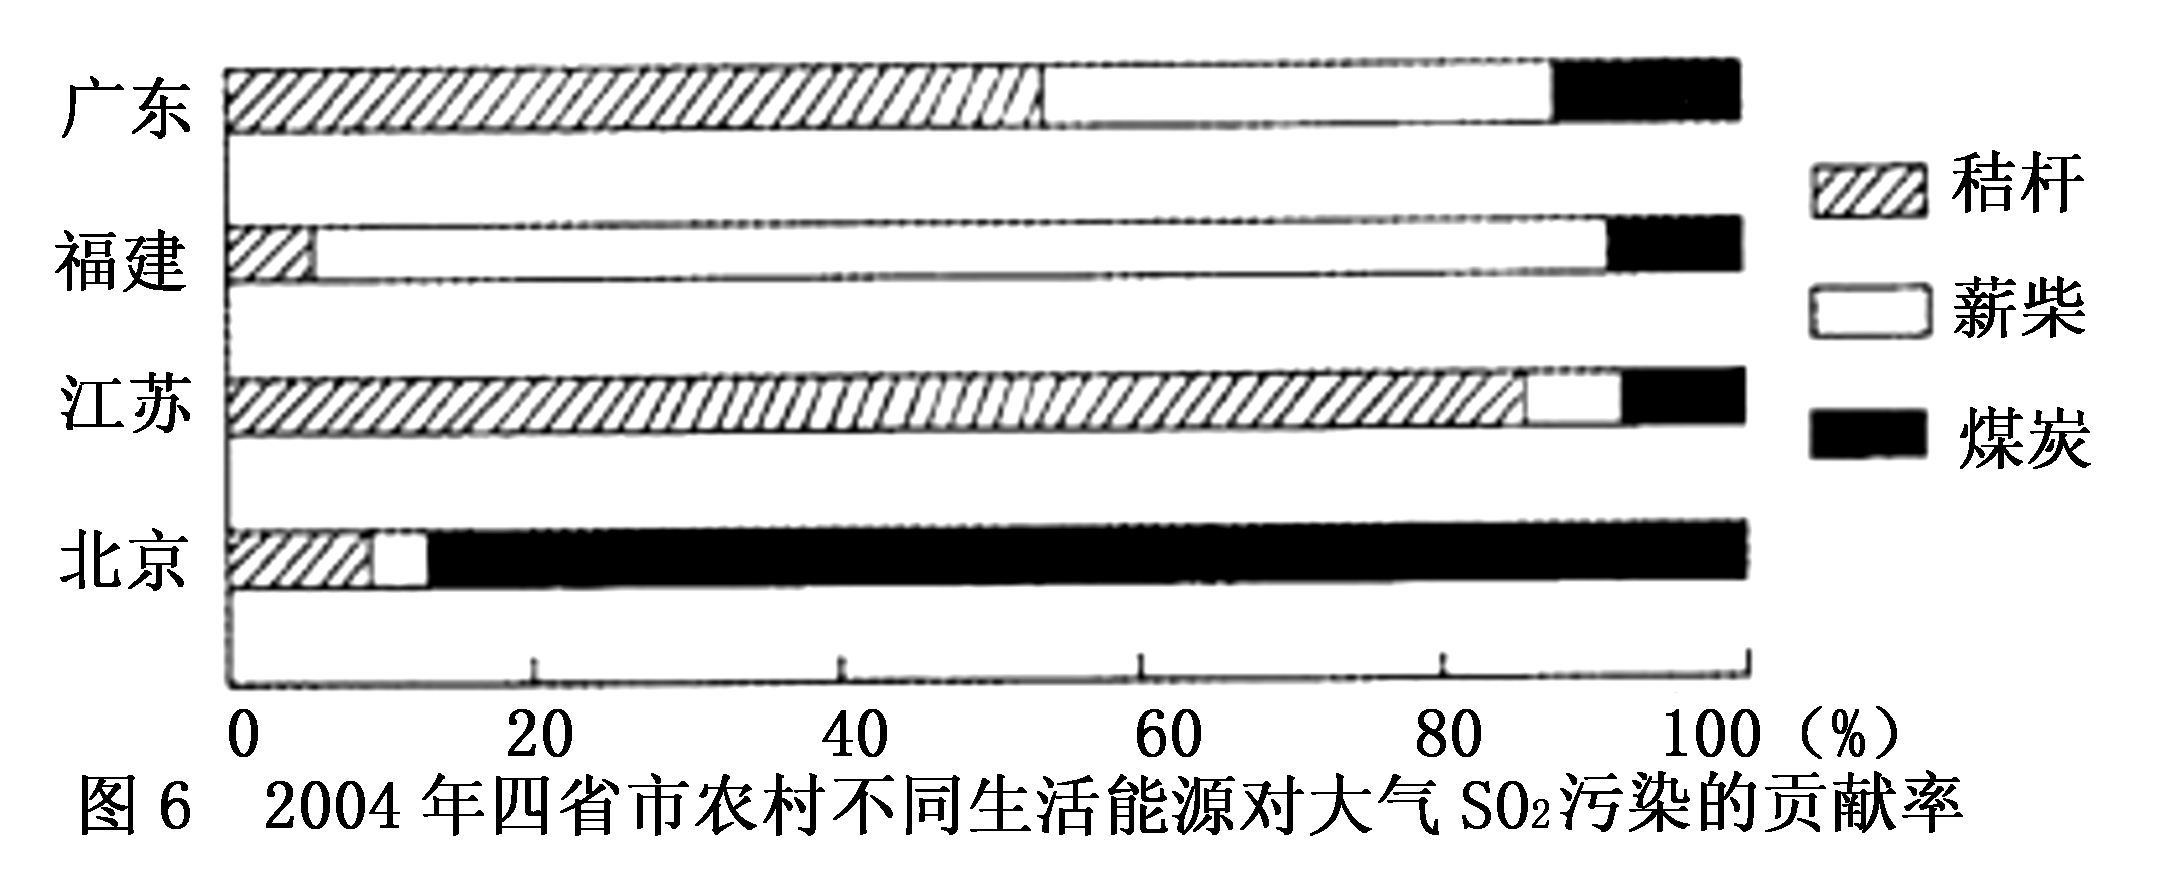 广东
福建
江苏
北京
秸杆
薪柴
煤炭
0 20 40 60 80 100 (%)
图6 2004年四省市农村不同生活能源对大气SO₂污染的贡献率